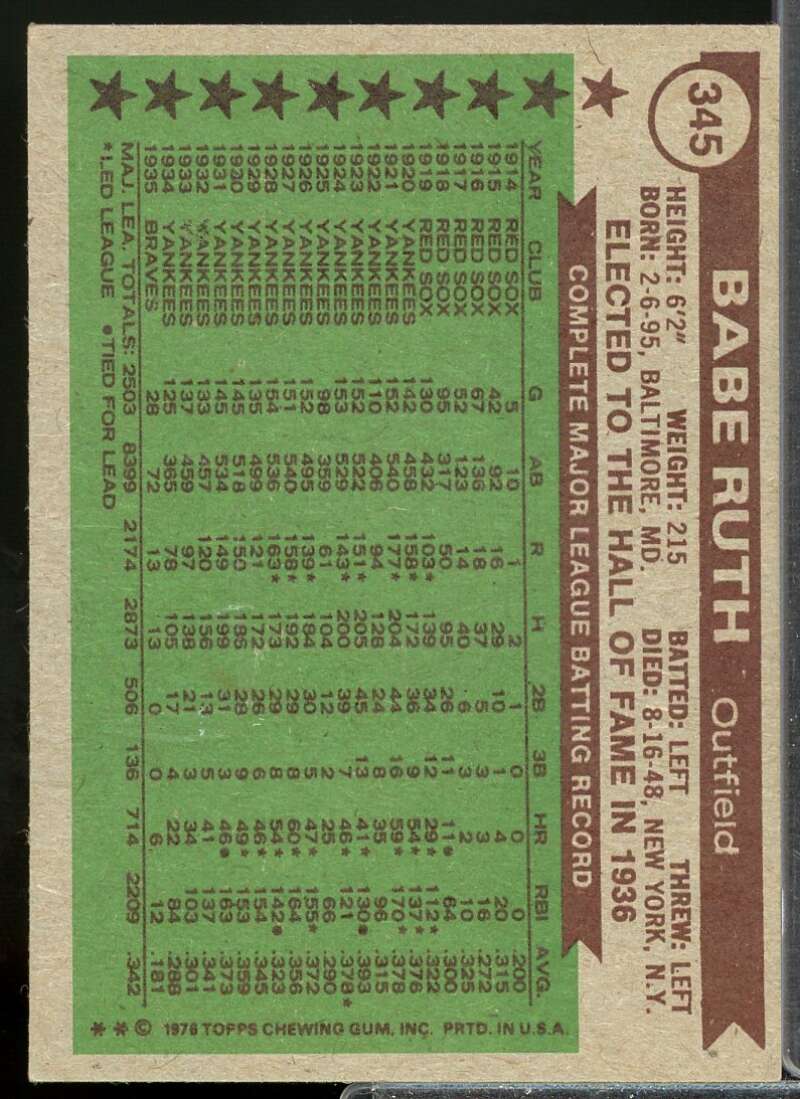 345
BABE RUTH Outfield
HEIGHT: 6'2" WEIGHT: 215 BATTED: LEFT THREW: LEFT
BORN: 2-6-95, BALTIMORE, MD. DIED: 8-16-48, NEW YORK, N.Y.
ELECTED TO THE HALL OF FAME IN 1936
COMPLETE MAJOR LEAGUE BATTING RECORD
YEAR CLUB G AB R H 2B 3B HR RBI AVG.
1914 RED SOX 5 10 1 2 1 0 0 0 .200
1915 RED SOX 42 92 16 29 10 1 4 20 .315
1916 RED SOX 67 136 18 37 5 3 3 16 .272
1917 RED SOX 52 123 14 40 6 3 2 10 .325
1918 RED SOX 95 317 50 95 26 11 11• 64 .300
1919 RED SOX 130 432 103* 139 34 12 29* 112* .322
1920 YANKEES 142 458 158* 172 36 9 54* 137* .376
1921 YANKEES 152 540 177* 204 44 16 59* 170* .378
1922 YANKEES 110 406 94 128 24 8 35 96 .315
1923 YANKEES 152 522 151* 205 45 13 41* 130• .393
1924 YANKEES 153 529 143* 200 39 7 46* 121 .378*
1925 YANKEES 98 359 61 104 12 2 25 66 .290
1926 YANKEES 152 495 139* 184 30 5 47* 155* .372
1927 YANKEES 151 540 158* 192 29 8 60* 164 .356
1928 YANKEES 154 536 163* 173 29 8 54* 142• .323
1929 YANKEES 135 499 121 172 26 6 46* 154 .345
1930 YANKEES 145 518 150 186 28 9 49* 153 .359
1931 YANKEES 145 534 149 199 31 3 46• 163 .373
1932 YANKEES 133 457 120 156 13 5 41 137 .341
1933 YANKEES 137 459 97 138 21 3 34 103 .301
1934 YANKEES 125 365 78 105 17 4 22 84 .288
1935 BRAVES 28 72 13 13 0 0 6 12 .181
MAJ. LEA. TOTALS: 2503 8399 2174 2873 506 136 714 2209 .342
*LED LEAGUE •TIED FOR LEAD
* * © 1976 TOPPS CHEWING GUM, INC. PRTD. IN U.S.A.